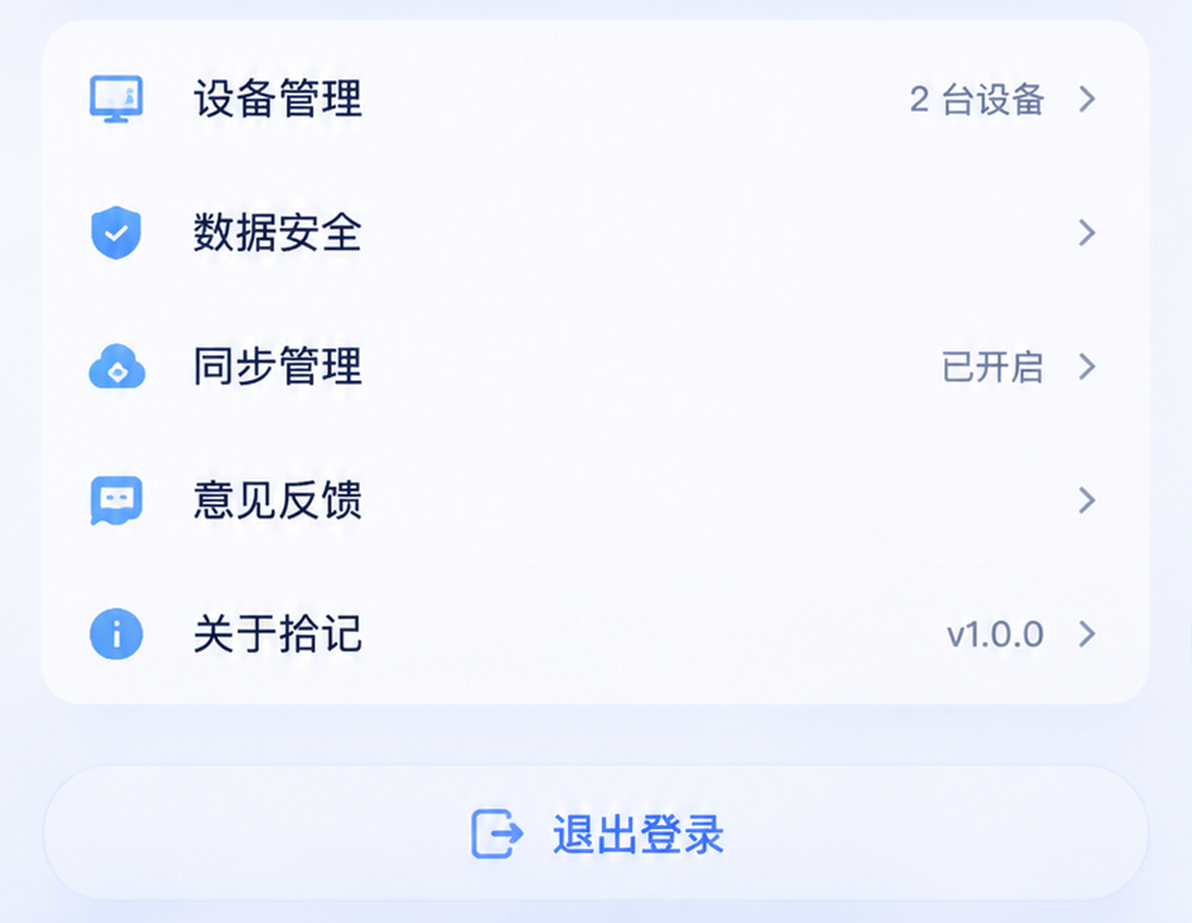 设备管理 2 台设备
数据安全
同步管理 已开启
意见反馈
关于拾记 v1.0.0
退出登录